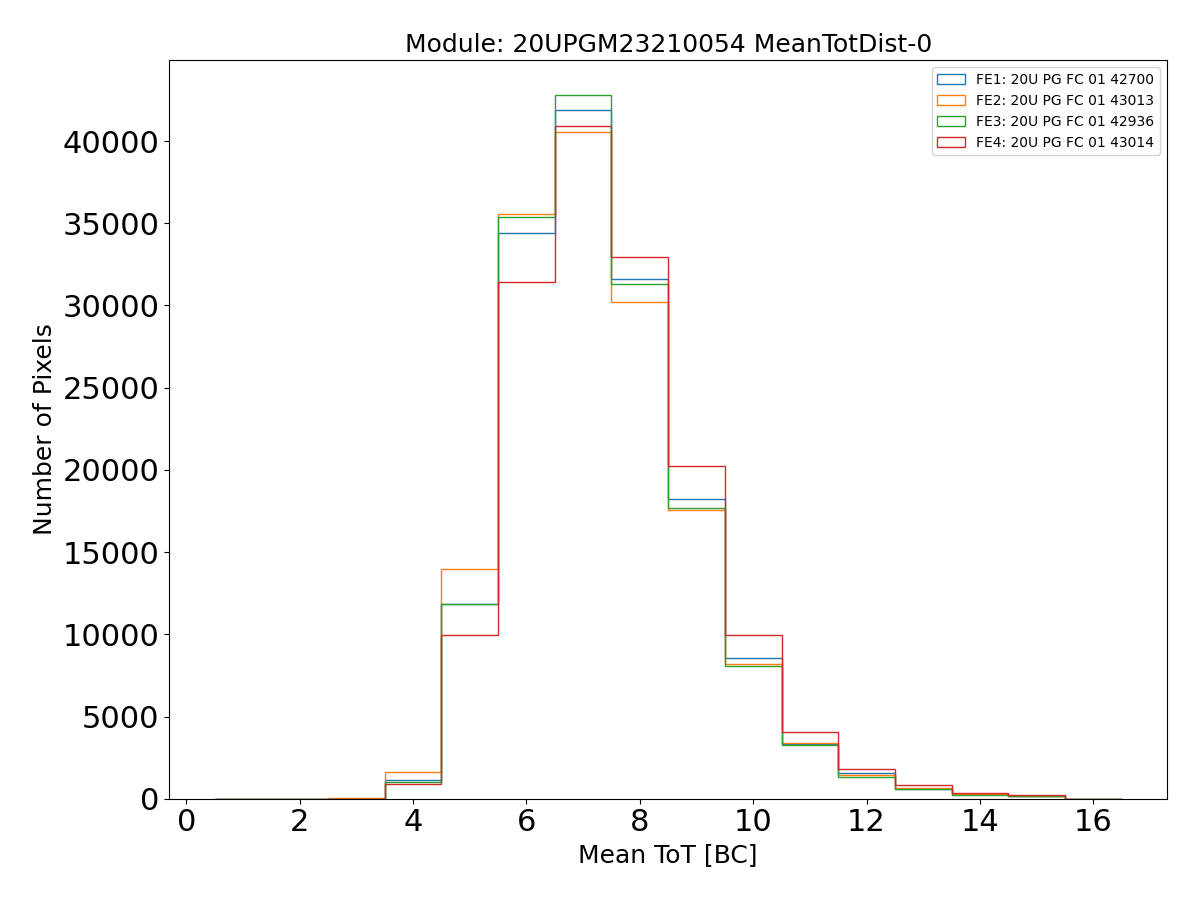 Module: 20UPGM23210054 MeanTotDist-0
FE1: 20U PG FC 01 42700
FE2: 20U PG FC 01 43013
FE3: 20U PG FC 01 42936
FE4: 20U PG FC 01 43014
Number of Pixels
40000
35000
30000
25000
20000
15000
10000
5000
0
0 2 4 6 8 10 12 14 16
Mean ToT [BC]